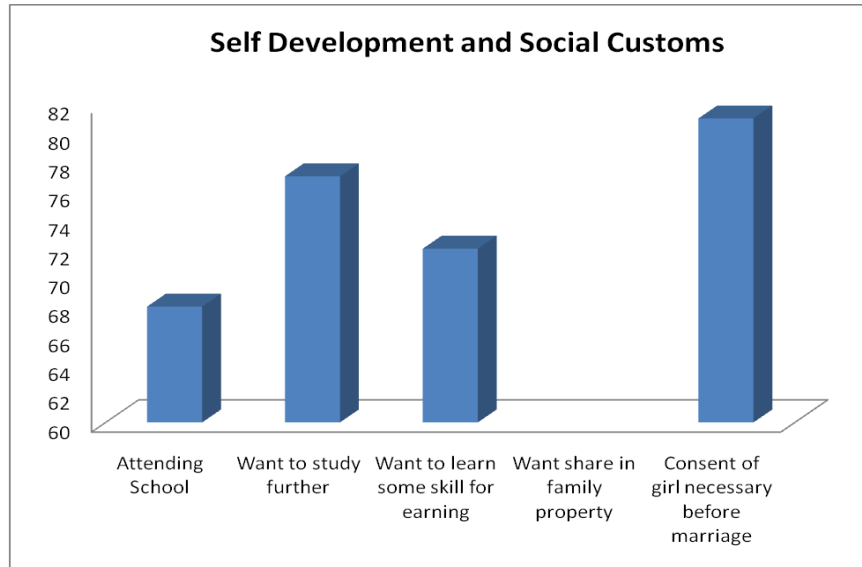 Self Development and Social Customs
82
80
78
76
74
72
70
68
66
64
62
60
Attending
School
Want to study
further
Want to learn
some skill for
earning
Want share in
family
property
Consent of
girl necessary
before
marriage